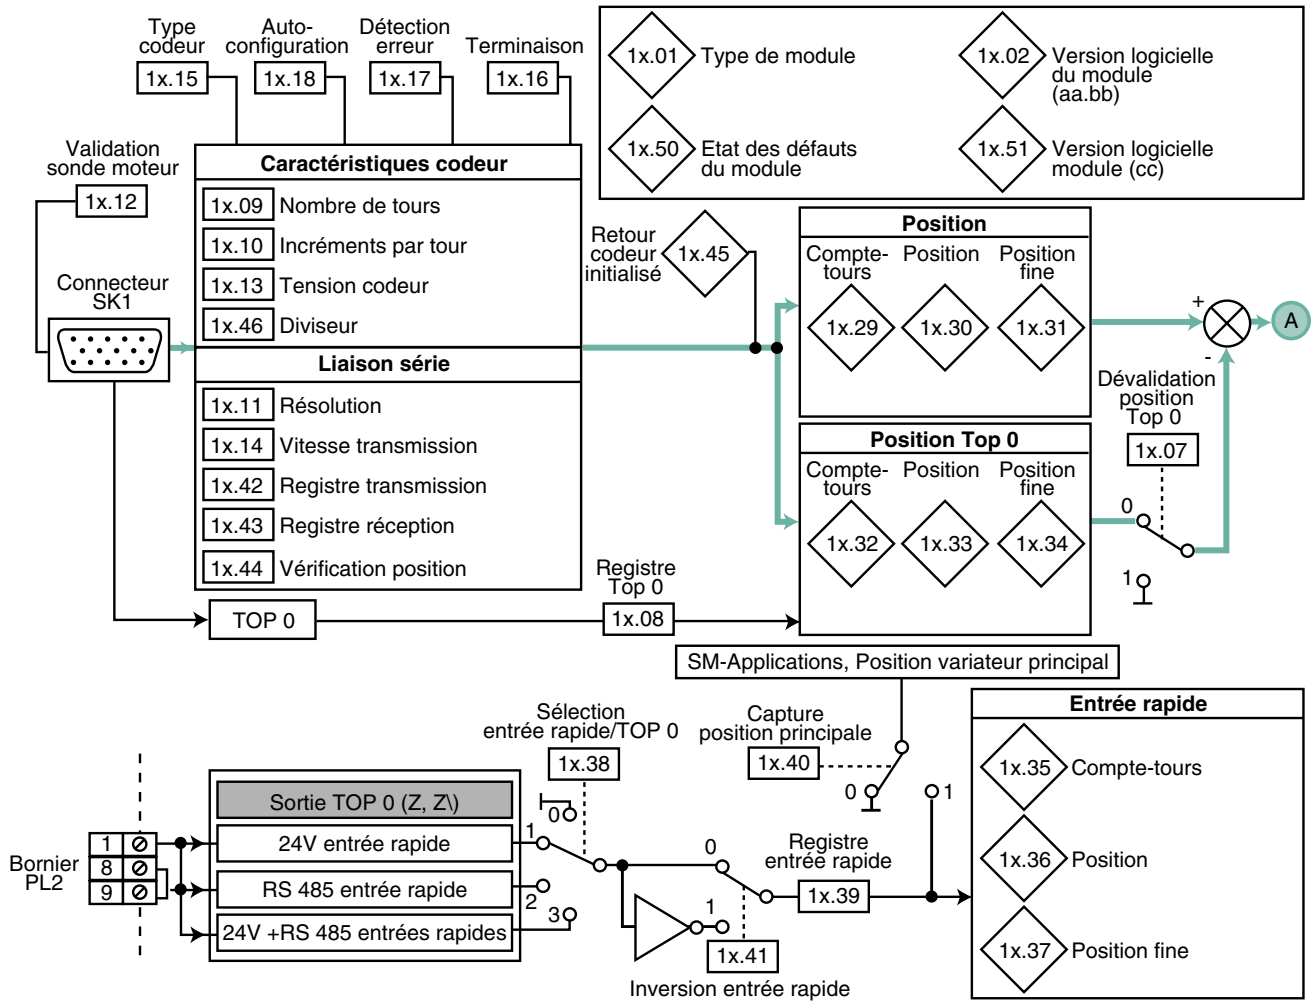 Type
codeur
1x.15
Auto-
configuration
1x.18
Détection
erreur
1x.17
Terminaison
1x.16
1x.01
Type de module
1x.02
Version logicielle
du module
(aa.bb)
1x.50
Etat des défauts
du module
1x.51
Version logicielle
module (cc)
Validation
sonde moteur
1x.12
Connecteur
SK1
Caractéristiques codeur
1x.09 Nombre de tours
1x.10 Incréments par tour
1x.13 Tension codeur
1x.46 Diviseur
Liaison série
1x.11 Résolution
1x.14 Vitesse transmission
1x.42 Registre transmission
1x.43 Registre réception
1x.44 Vérification position
Retour
codeur
initialisé
1x.45
Position
Compte-
tours
Position
Position
fine
1x.29
1x.30
1x.31
+
-
A
Dévalidation
position
Top 0
1x.07
0
1
Position Top 0
Compte-
tours
Position
Position
fine
1x.32
1x.33
1x.34
TOP 0
Registre
Top 0
1x.08
SM-Applications, Position variateur principal
Sélection
entrée rapide/TOP 0
1x.38
Capture
position principale
1x.40
0
1
Entrée rapide
1x.35 Compte-tours
1x.36 Position
1x.37 Position fine
Bornier
PL2
1
8
9
Sortie TOP 0 (Z, Z\)
24V entrée rapide
RS 485 entrée rapide
24V +RS 485 entrées rapides
0
1
2
3
0
1
1x.41
Inversion entrée rapide
Registre
entrée rapide
1x.39